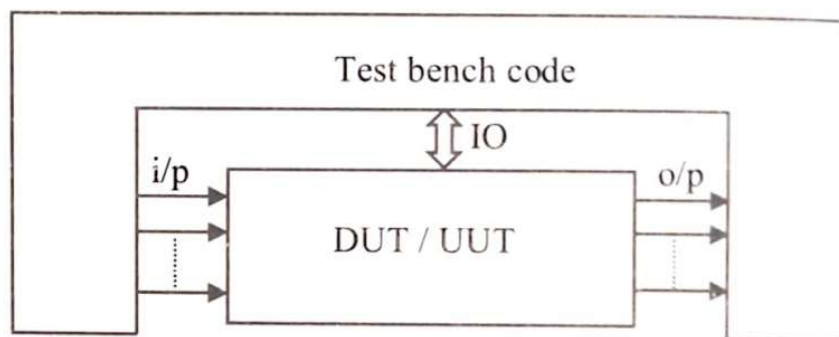 Test bench code
IO
i/p
o/p
DUT / UUT